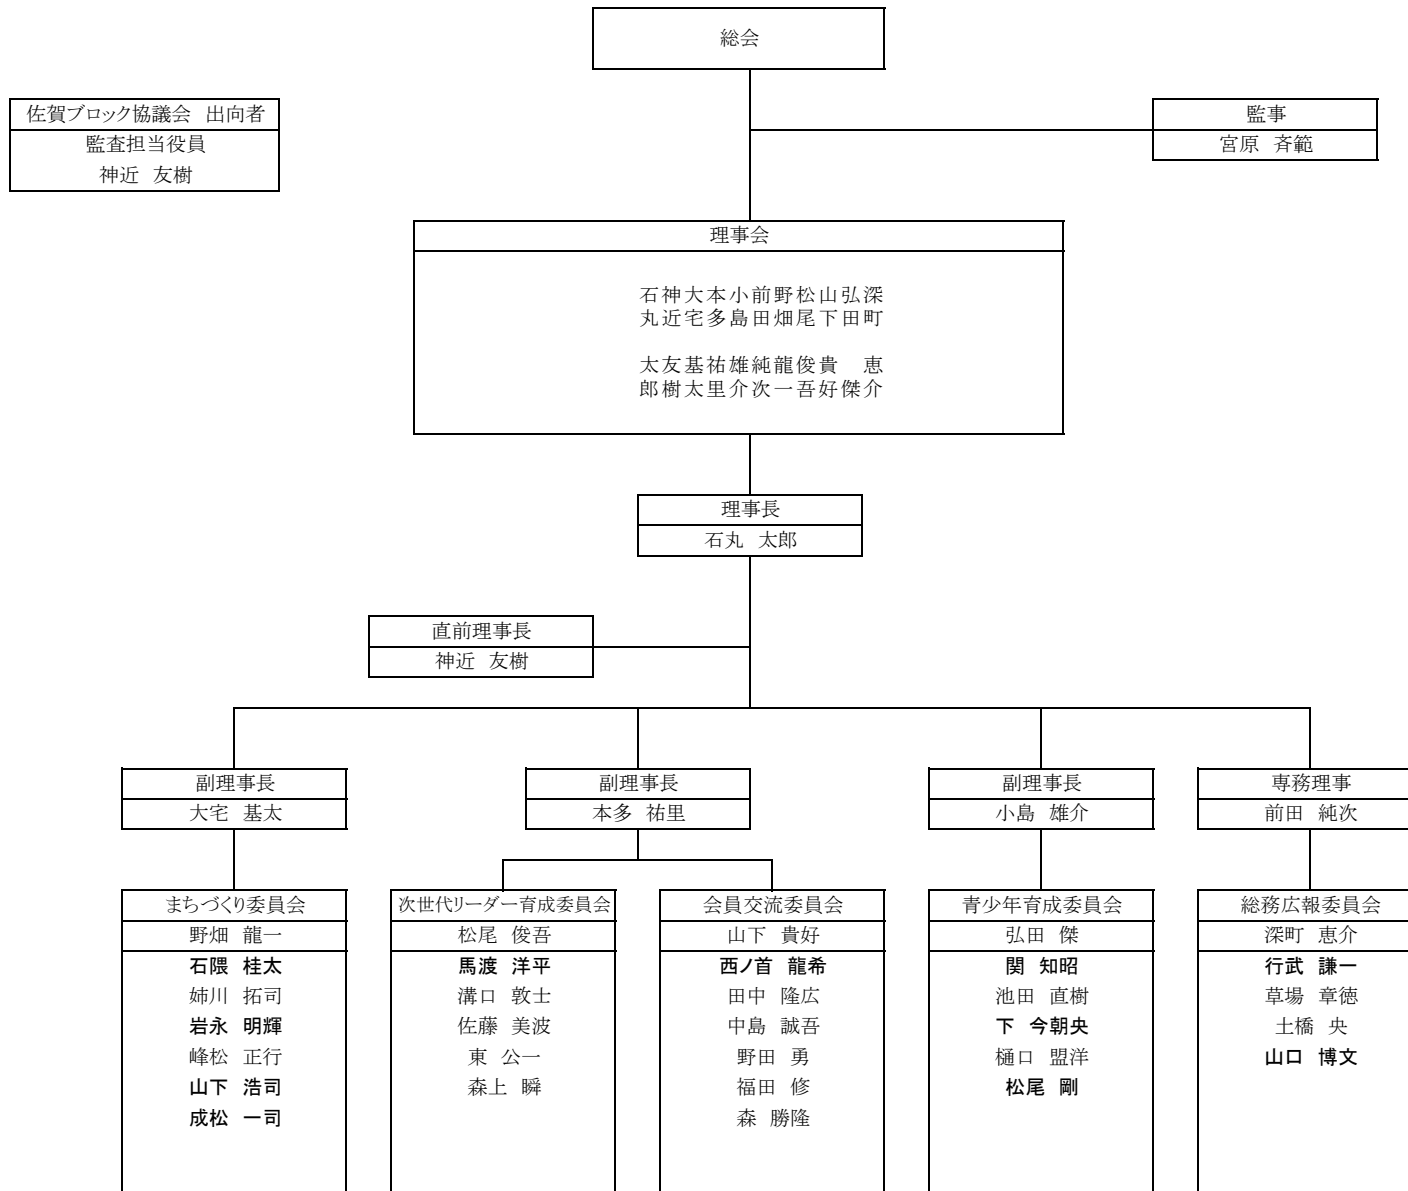 総会
佐賀ブロック協議会 出向者
監査担当役員
神近 友樹
監事
宮原 斉範
理事会
石神大本小前野松山弘深
丸近宅多島田畑尾下田町
太友基祐雄純龍俊貴　恵
郎樹太里介次一吾好傑介
理事長
石丸 太郎
直前理事長
神近 友樹
副理事長
大宅 基太
副理事長
本多 祐里
副理事長
小島 雄介
専務理事
前田 純次
まちづくり委員会
野畑 龍一
石隈 桂太
姉川 拓司
岩永 明輝
峰松 正行
山下 浩司
成松 一司
次世代リーダー育成委員会
松尾 俊吾
馬渡 洋平
溝口 敦士
佐藤 美波
東 公一
森上 瞬
会員交流委員会
山下 貴好
西ノ首 龍希
田中 隆広
中島 誠吾
野田 勇
福田 修
森 勝隆
青少年育成委員会
弘田 傑
関 知昭
池田 直樹
下 今朝央
樋口 盟洋
松尾 剛
総務広報委員会
深町 恵介
行武 謙一
草場 章徳
土橋 央
山口 博文